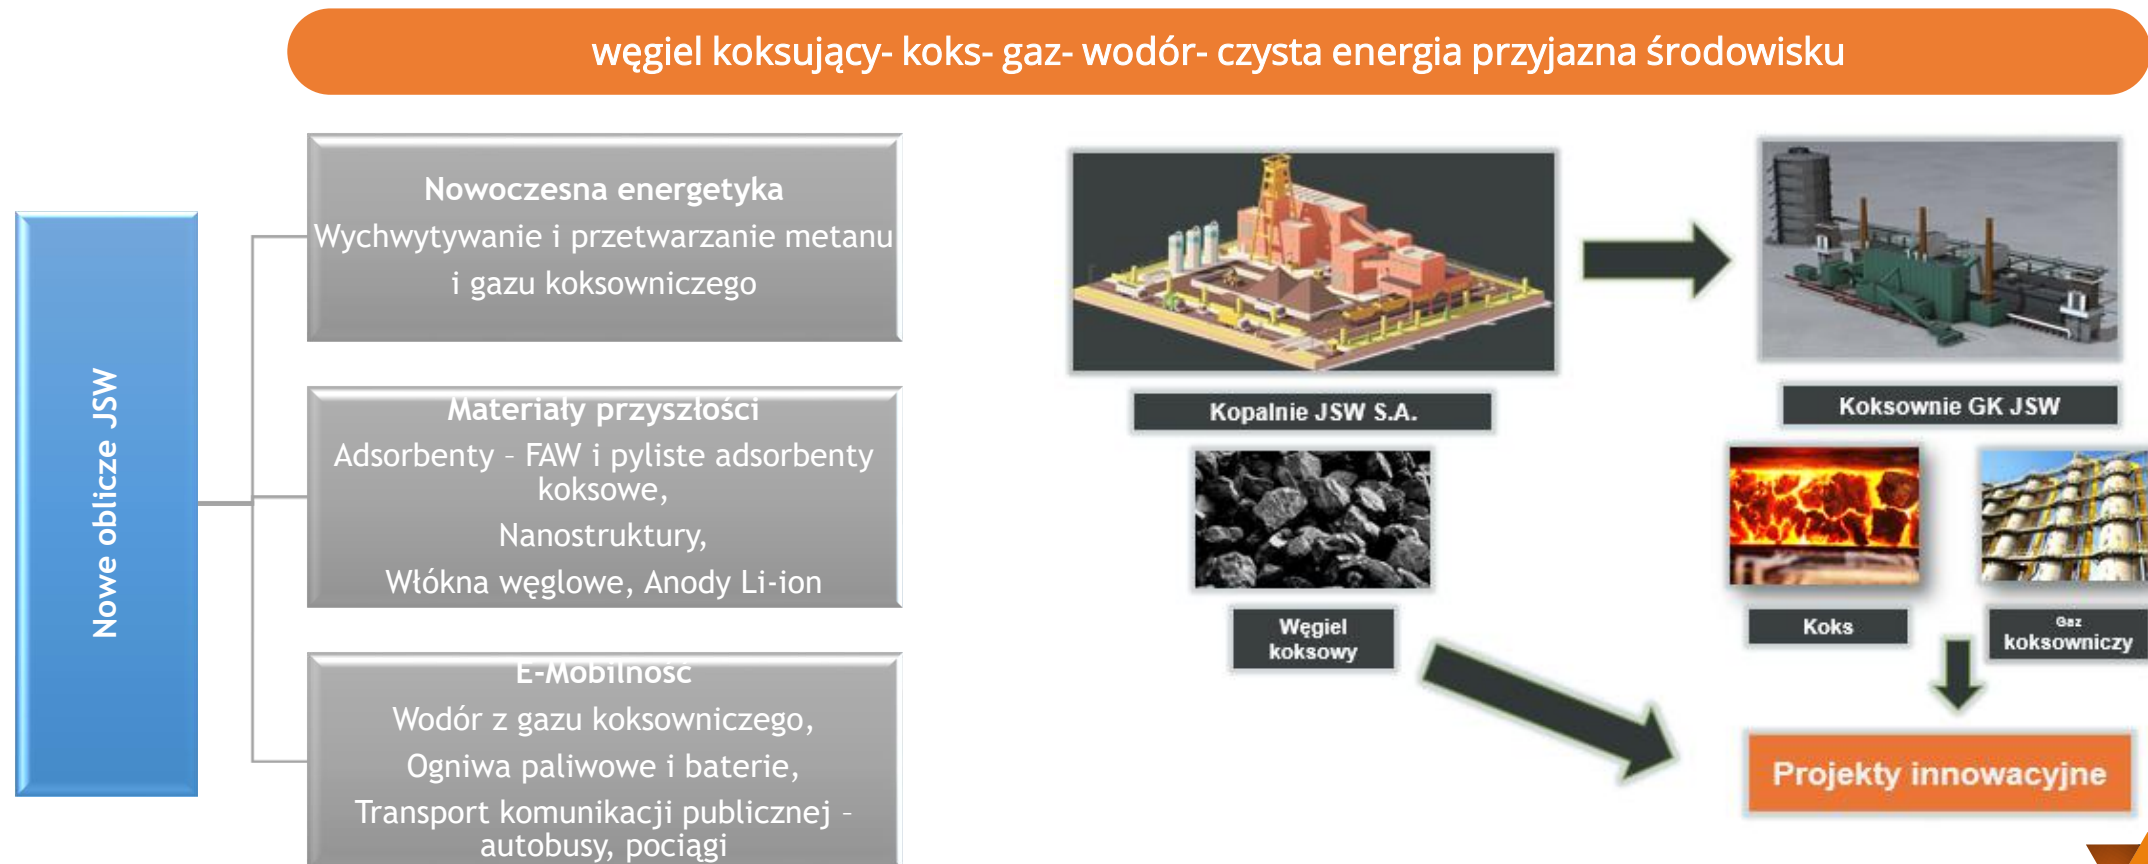 węgiel koksujący- koks- gaz- wodór- czysta energia przyjazna środowisku
Nowe oblicze JSW
Nowoczesna energetyka
Wychwytywanie i przetwarzanie metanu
i gazu koksowniczego
Materiały przyszłości
Adsorbenty – FAW i pyliste adsorbenty
koksowe,
Nanostruktury,
Włókna węglowe, Anody Li-ion
E-Mobilność
Wodór z gazu koksowniczego,
Ogniwa paliwowe i baterie,
Transport komunikacji publicznej –
autobusy, pociągi
Kopalnie JSW S.A.
Węgiel
koksowy
Koksownie GK JSW
Koks
Gaz
koksowniczy
Projekty innowacyjne